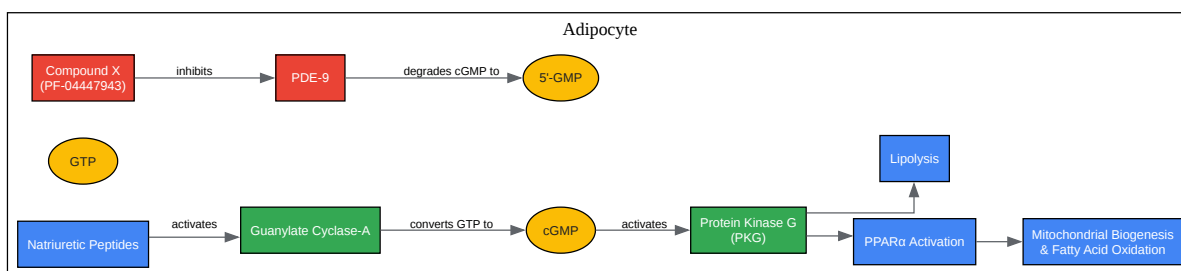 Adipocyte
Compound X
(PF-04447943)
inhibits
PDE-9
degrades cGMP to
5'-GMP
GTP
Lipolysis
Natriuretic Peptides
activates
Guanylate Cyclase-A
converts GTP to
cGMP
activates
Protein Kinase G
(PKG)
PPARα Activation
Mitochondrial Biogenesis
& Fatty Acid Oxidation